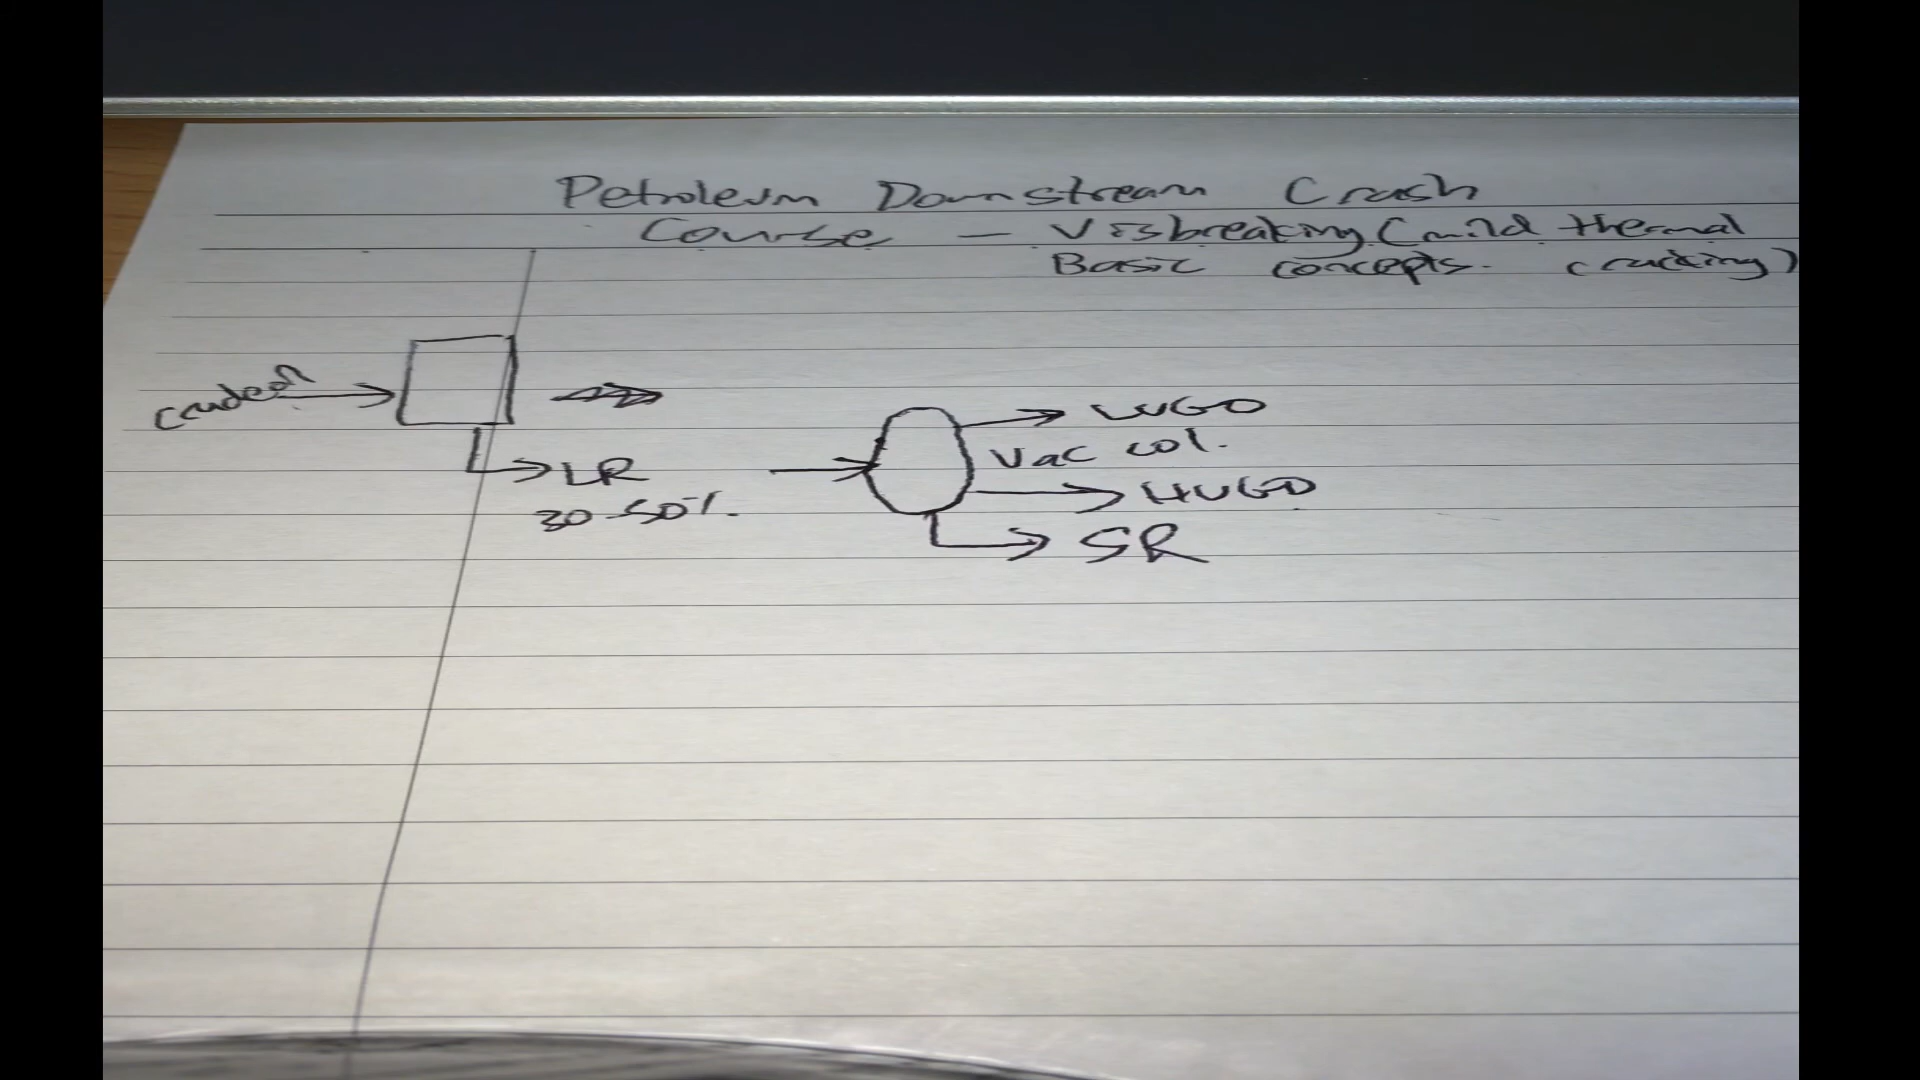 Petroleum Downstream Crash
Course - Visbreaking (mild thermal
Basic concepts. cracking)
crude oil
LR
30-50%.
LVGO
Vac col.
HVGO
SR